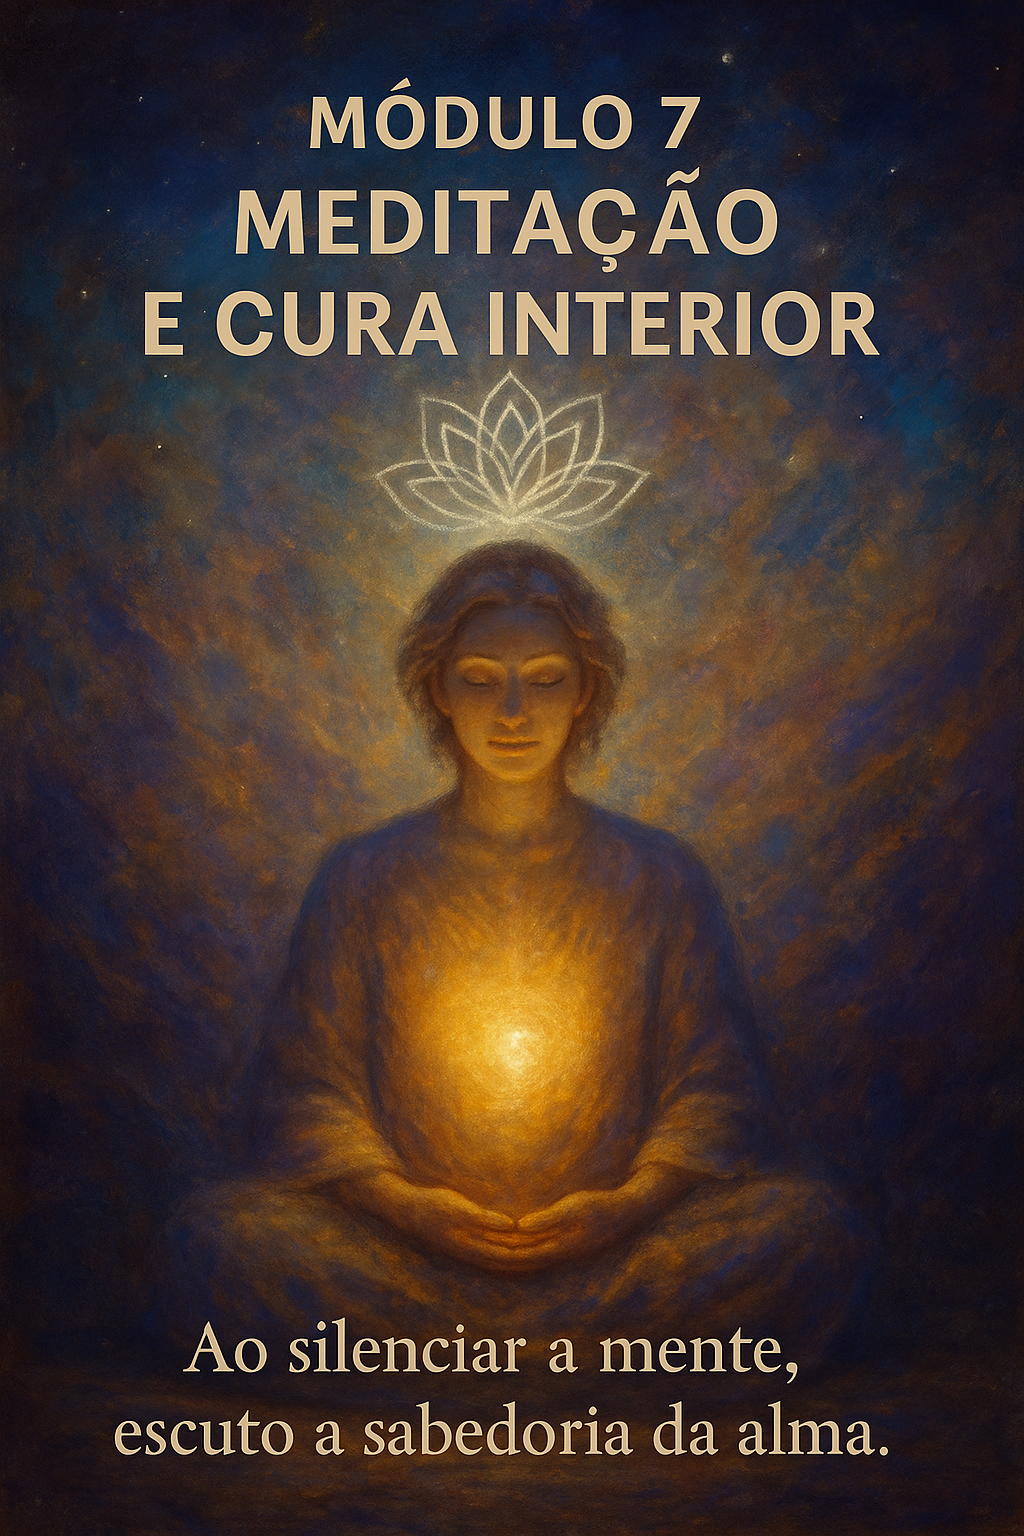 MÓDULO 7
MEDITAÇÃO
E CURA INTERIOR
Ao silenciar a mente,
escuto a sabedoria da alma.